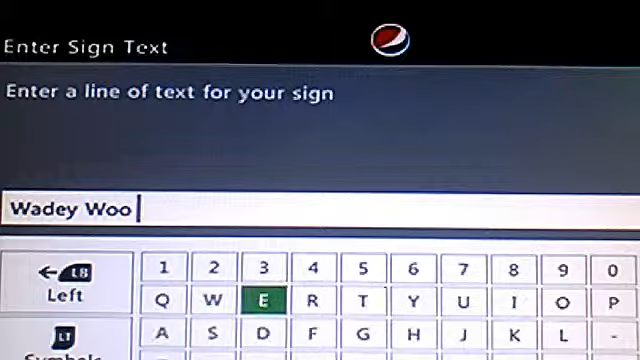 Enter Sign Text
Enter a line of text for your sign
Wadey Woo
LB 1 2 3 4 5 6 7 8 9 0
Left Q W E R T Y U I O P
LT A S D F G H J K L -
Symbols